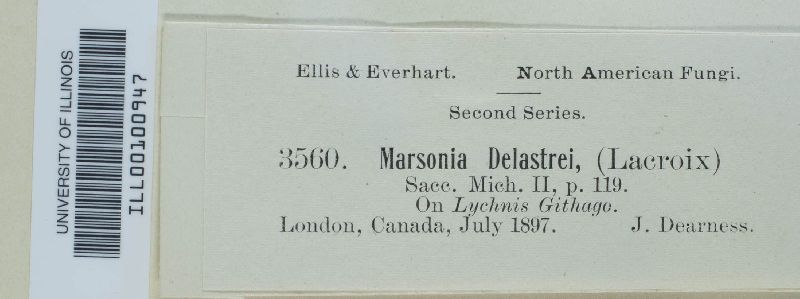 UNIVERSITY OF ILLINOIS
ILL00100947
Ellis & Everhart. North American Fungi.
Second Series.
3560. Marsonia Delastrei, (Lacroix)
Sacc. Mich. II, p. 119.
On Lychnis Githago.
London, Canada, July 1897. J. Dearness.